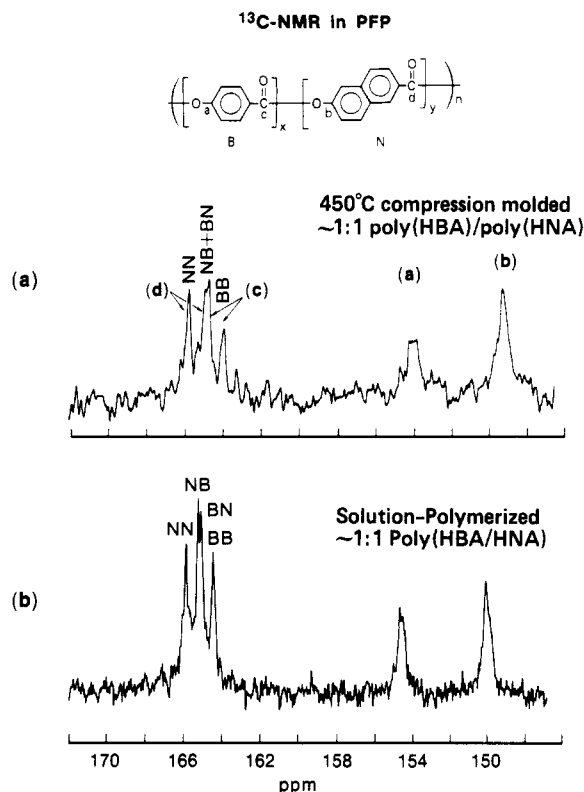 ¹³C-NMR in PFP
O
O
O a
c
x
O
b
d
y
n
B
N
450°C compression molded
~1:1 poly(HBA)/poly(HNA)
(a)
NN
NB+BN
BB
(d)
(c)
(a)
(b)
NB
NN
BN
BB
Solution-Polymerized
~1:1 Poly(HBA/HNA)
(b)
170 166 162 158 154 150
ppm